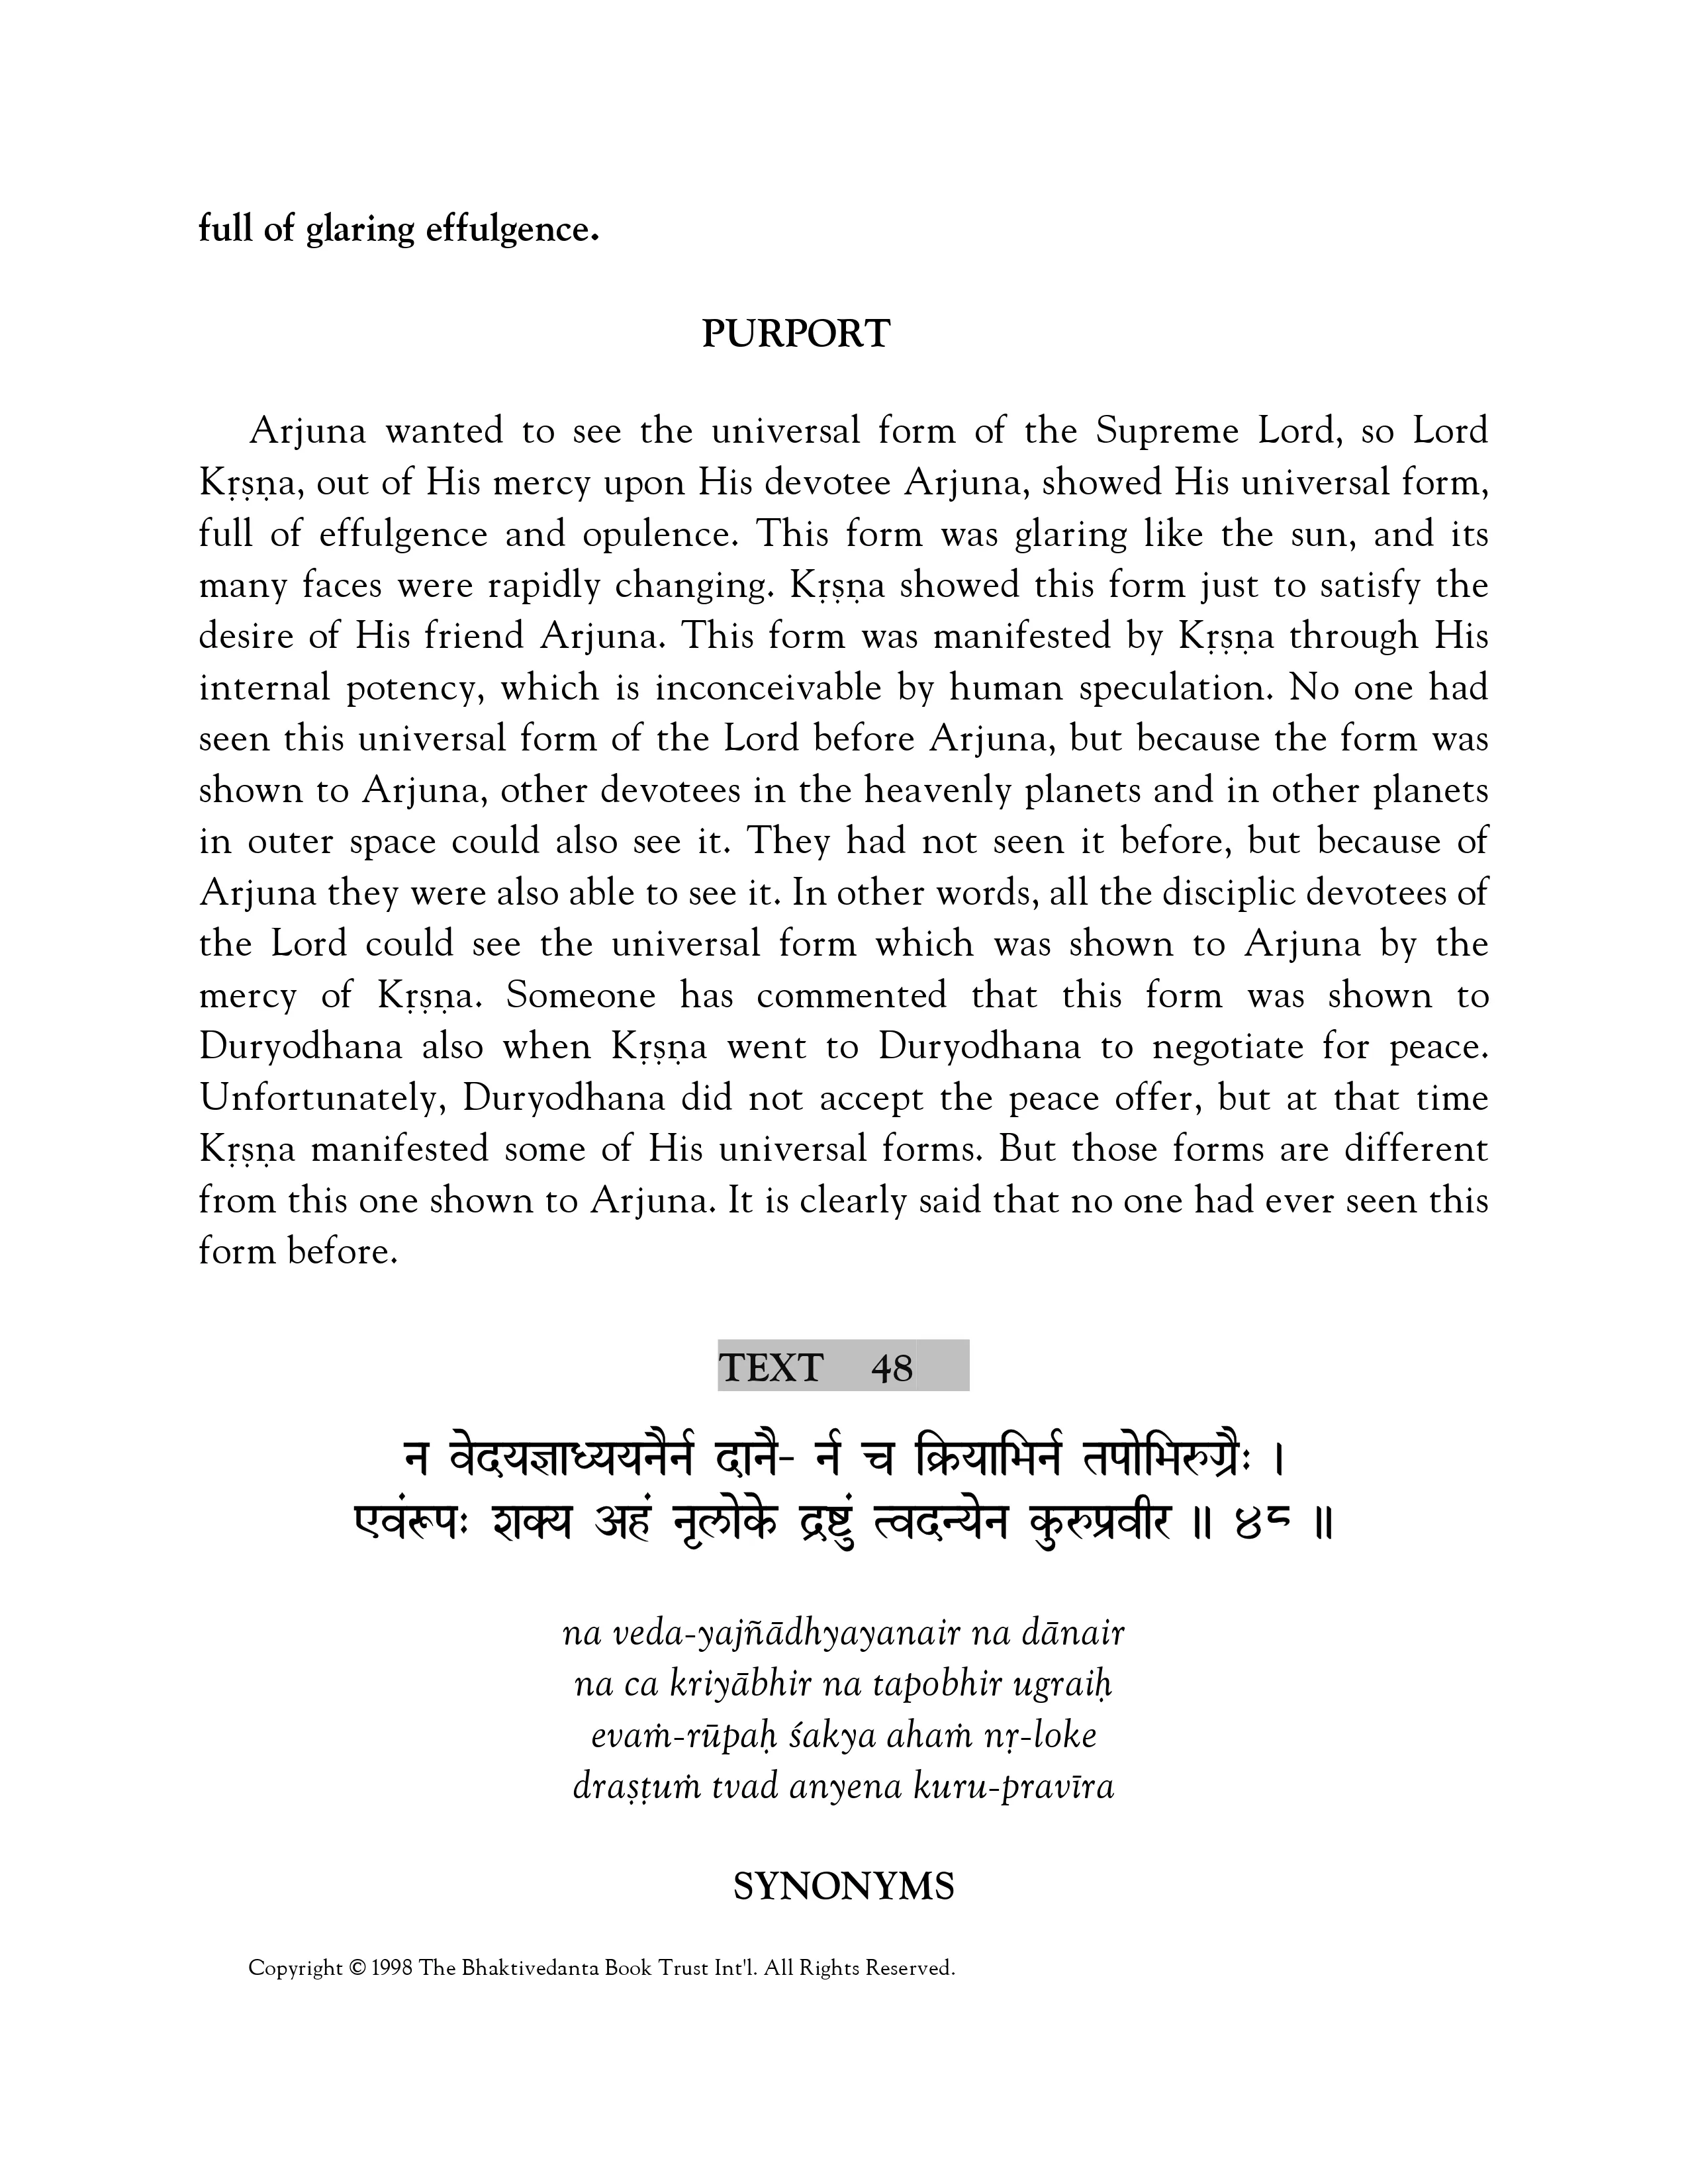 full of glaring effulgence.
PURPORT
Arjuna wanted to see the universal form of the Supreme Lord, so Lord
Kṛṣṇa, out of His mercy upon His devotee Arjuna, showed His universal form,
full of effulgence and opulence. This form was glaring like the sun, and its
many faces were rapidly changing. Kṛṣṇa showed this form just to satisfy the
desire of His friend Arjuna. This form was manifested by Kṛṣṇa through His
internal potency, which is inconceivable by human speculation. No one had
seen this universal form of the Lord before Arjuna, but because the form was
shown to Arjuna, other devotees in the heavenly planets and in other planets
in outer space could also see it. They had not seen it before, but because of
Arjuna they were also able to see it. In other words, all the disciplic devotees of
the Lord could see the universal form which was shown to Arjuna by the
mercy of Kṛṣṇa. Someone has commented that this form was shown to
Duryodhana also when Kṛṣṇa went to Duryodhana to negotiate for peace.
Unfortunately, Duryodhana did not accept the peace offer, but at that time
Kṛṣṇa manifested some of His universal forms. But those forms are different
from this one shown to Arjuna. It is clearly said that no one had ever seen this
form before.
TEXT 48
न वेदयज्ञाध्ययनैर्न दानै- र्न च क्रियाभिर्न तपोभिरुग्रैः ।
एवंरूपः शक्य अहं नृलोके द्रष्टुं त्वदन्येन कुरुप्रवीर ॥ ४८ ॥
na veda-yajñādhyayanair na dānair
na ca kriyābhir na tapobhir ugraiḥ
evaṁ-rūpaḥ śakya ahaṁ nṛ-loke
draṣṭuṁ tvad anyena kuru-pravīra
SYNONYMS
Copyright © 1998 The Bhaktivedanta Book Trust Int'l. All Rights Reserved.